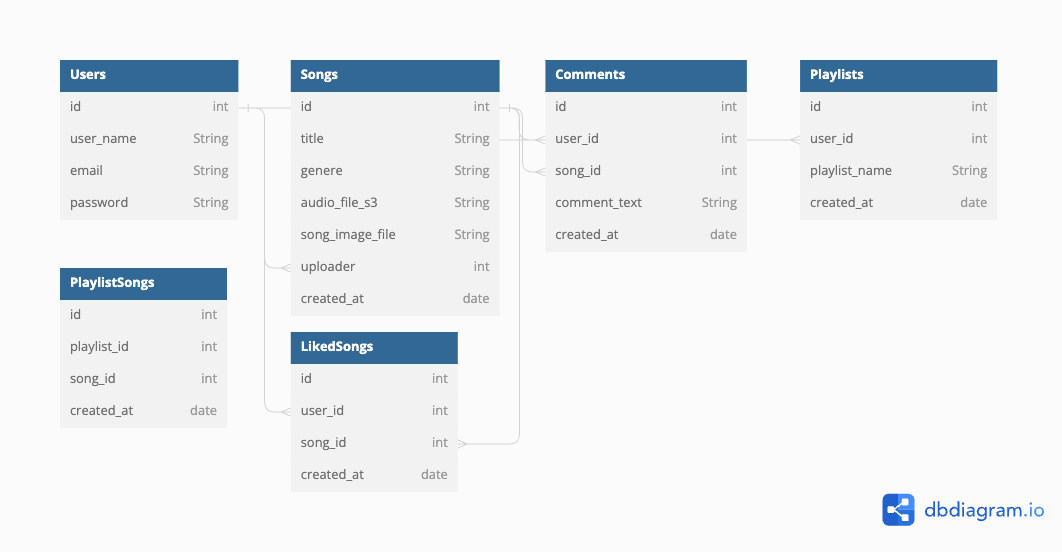 Users
id int
user_name String
email String
password String
Songs
id int
title String
genere String
audio_file_s3 String
song_image_file String
uploader int
created_at date
Comments
id int
user_id int
song_id int
comment_text String
created_at date
Playlists
id int
user_id int
playlist_name String
created_at date
PlaylistSongs
id int
playlist_id int
song_id int
created_at date
LikedSongs
id int
user_id int
song_id int
created_at date
dbdiagram.io